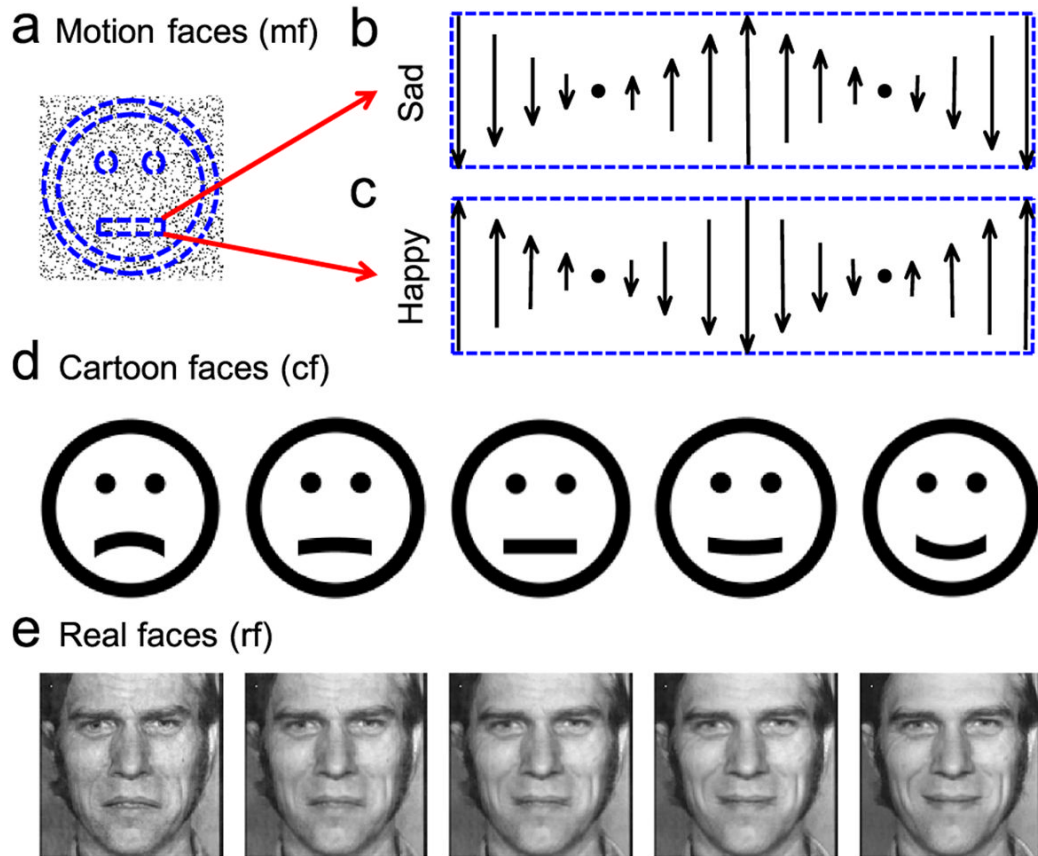 a Motion faces (mf)
b
Sad
c
Happy
d Cartoon faces (cf)
e Real faces (rf)